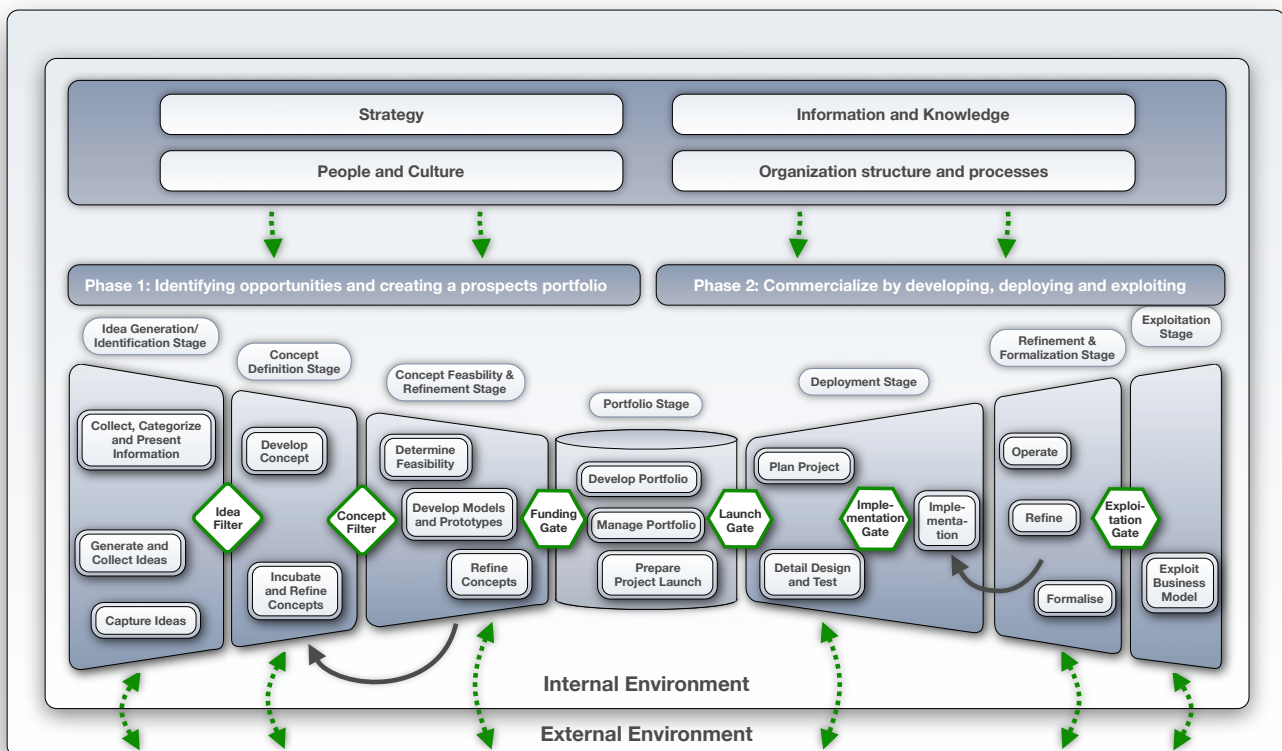 Strategy
Information and Knowledge
People and Culture
Organization structure and processes
Phase 1: Identifying opportunities and creating a prospects portfolio
Phase 2: Commercialize by developing, deploying and exploiting
Idea Generation/
Identification Stage
Concept
Definition Stage
Concept Feasbility &
Refinement Stage
Portfolio Stage
Deployment Stage
Refinement &
Formalization Stage
Exploitation
Stage
Collect, Categorize
and Present
Information
Generate and
Collect Ideas
Capture Ideas
Idea
Filter
Develop
Concept
Incubate
and Refine
Concepts
Concept
Filter
Determine
Feasibility
Develop Models
and Prototypes
Refine
Concepts
Funding
Gate
Develop Portfolio
Manage Portfolio
Prepare
Project Launch
Launch
Gate
Plan Project
Detail Design
and Test
Imple-
mentation
Gate
Imple-
menta-
tion
Operate
Refine
Formalise
Exploi-
tation
Gate
Exploit
Business
Model
Internal Environment
External Environment